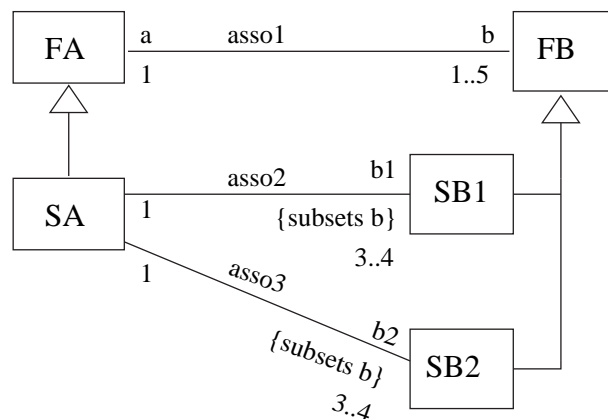 FA
a
asso1
b
FB
1
1..5
SA
asso2
b1
SB1
1
{subsets b}
3..4
1
asso3
b2
SB2
{subsets b}
3..4